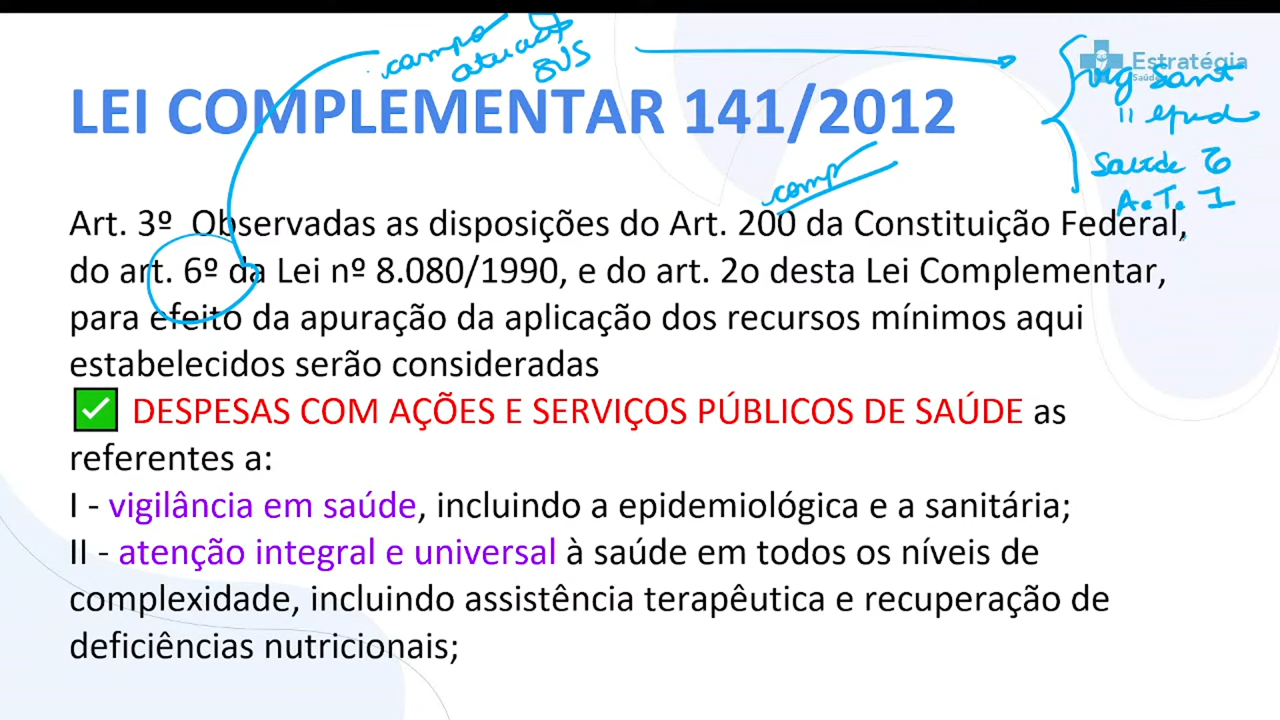 campo
atuação
SUS
Estratégia
Saúde
vig Sant
" epid
Saúde T
A.T. I
LEI COMPLEMENTAR 141/2012
comp
Art. 3º Observadas as disposições do Art. 200 da Constituição Federal,
do art. 6º da Lei nº 8.080/1990, e do art. 2o desta Lei Complementar,
para efeito da apuração da aplicação dos recursos mínimos aqui
estabelecidos serão consideradas
✅ DESPESAS COM AÇÕES E SERVIÇOS PÚBLICOS DE SAÚDE as
referentes a:
I - vigilância em saúde, incluindo a epidemiológica e a sanitária;
II - atenção integral e universal à saúde em todos os níveis de
complexidade, incluindo assistência terapêutica e recuperação de
deficiências nutricionais;